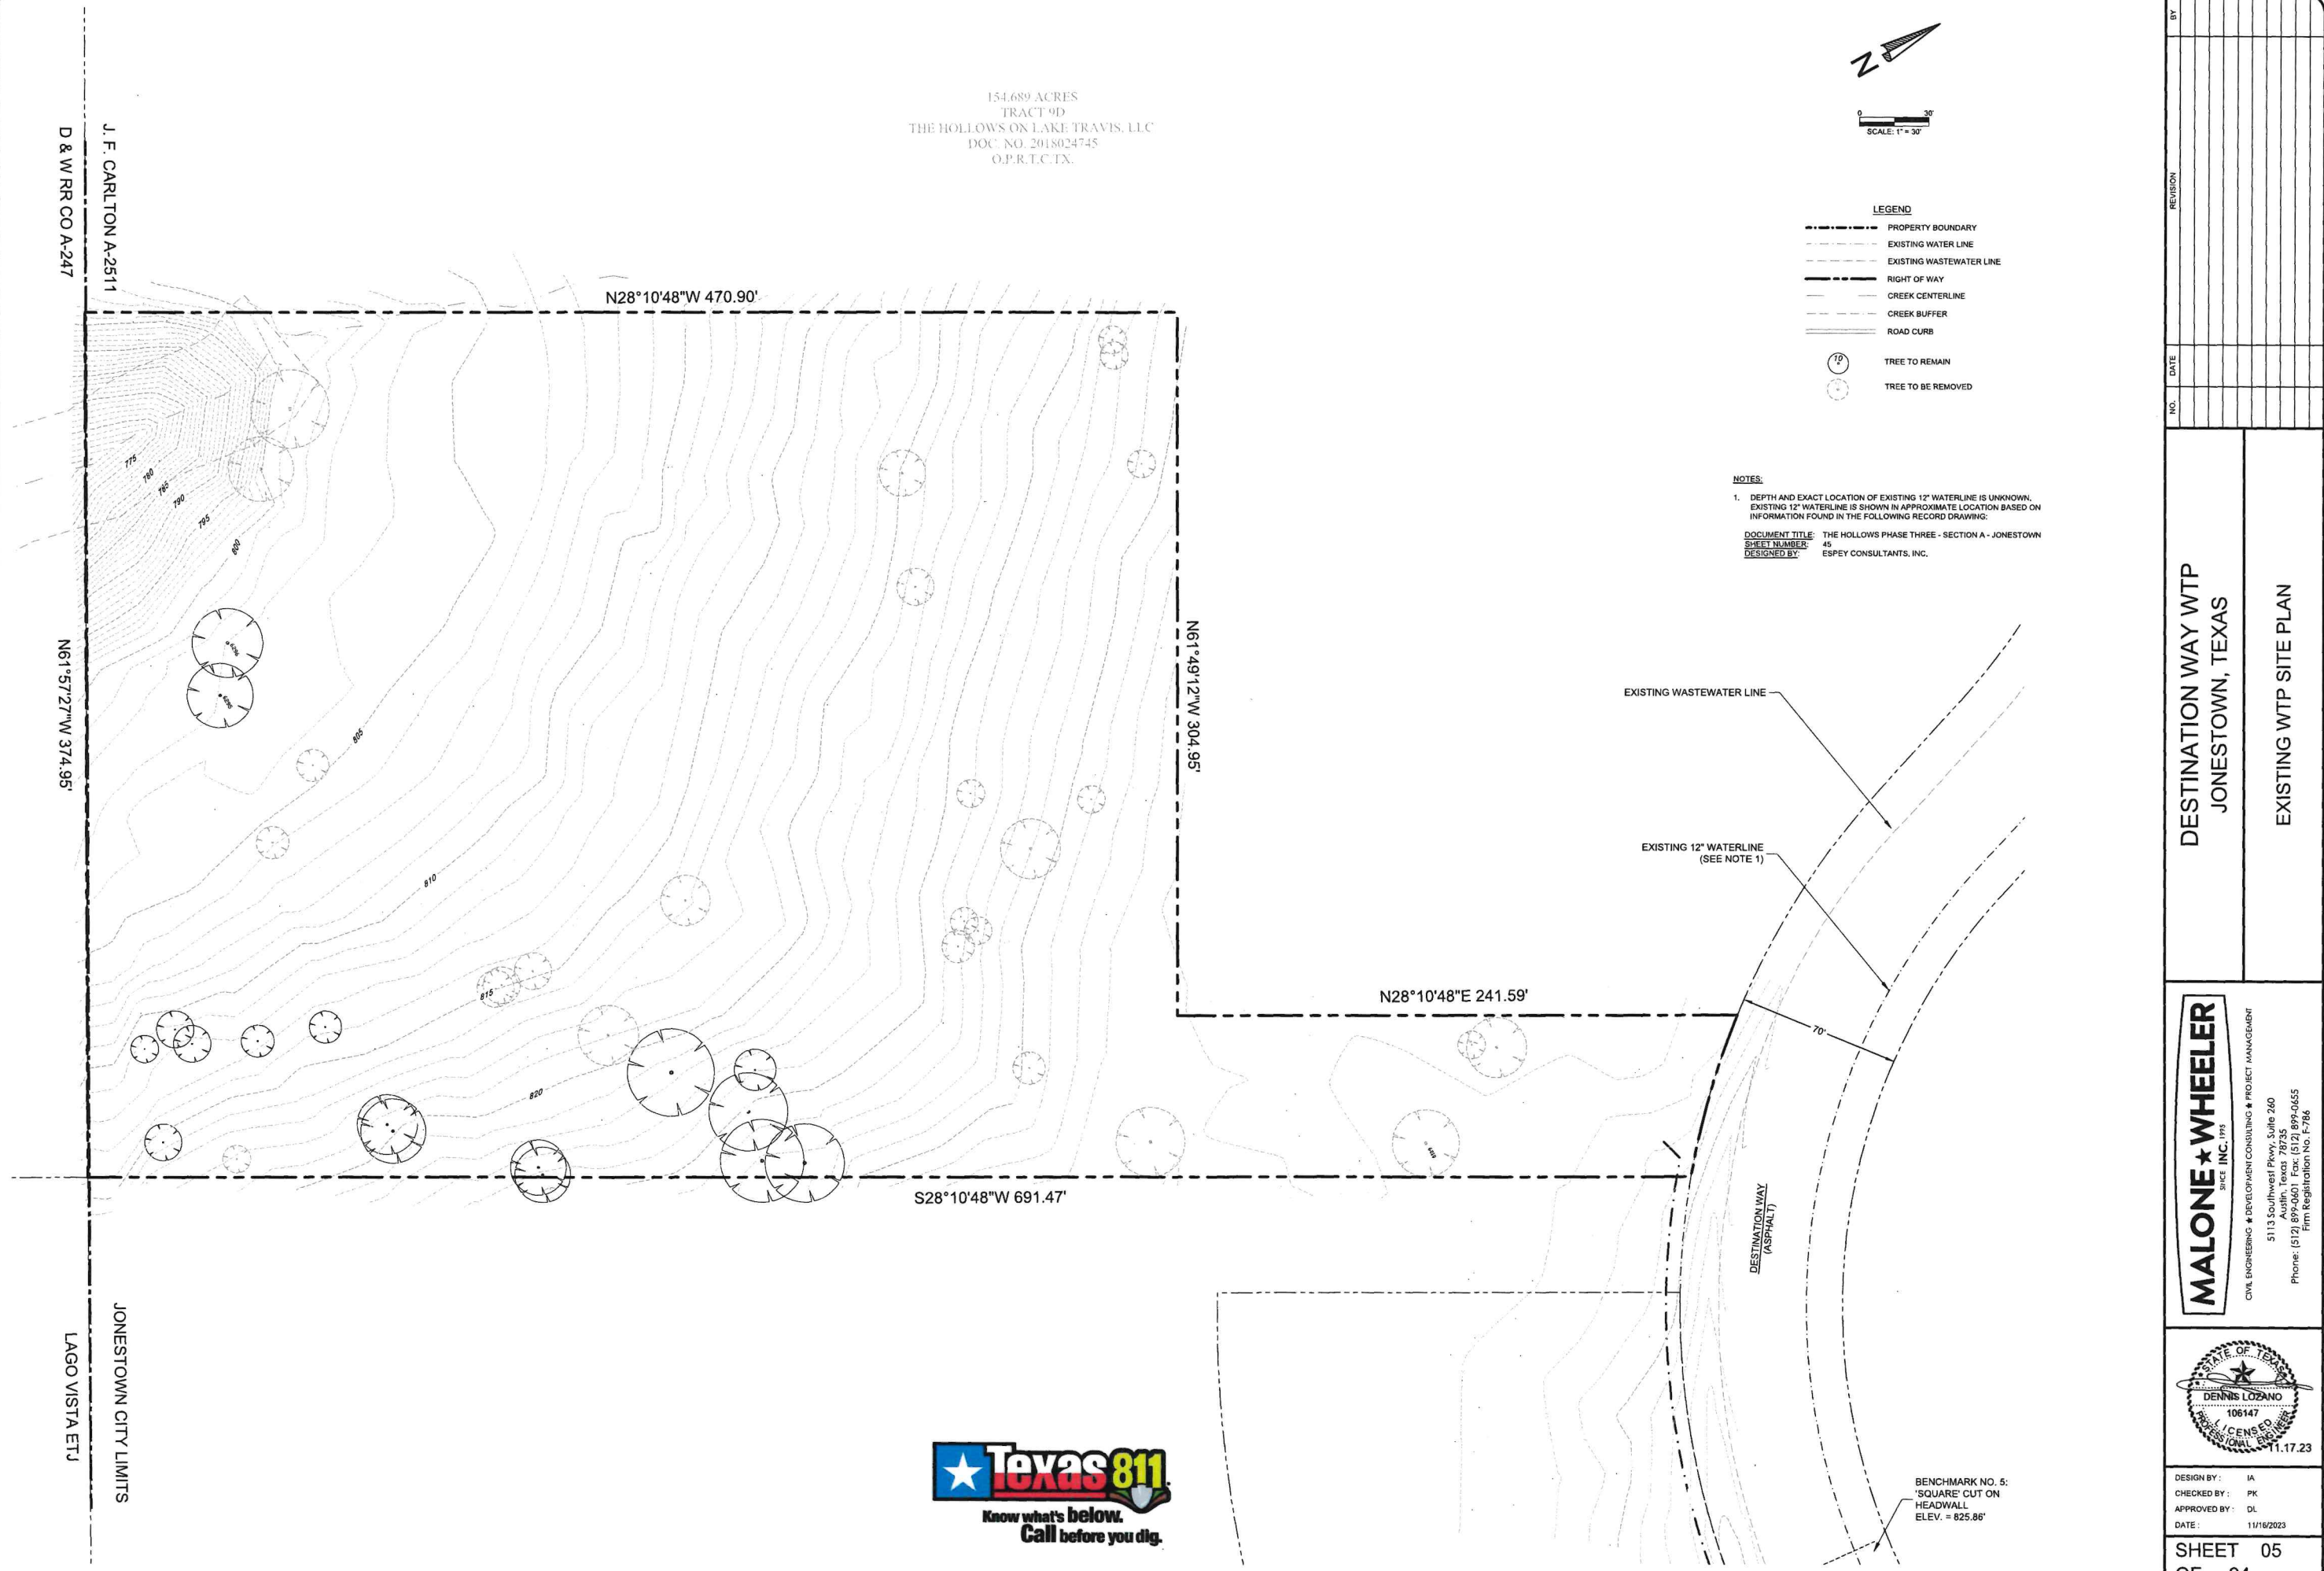 154.689 ACRES
TRACT 9D
THE HOLLOWS ON LAKE TRAVIS, LLC
DOC. NO. 2018024745
O.P.R.T.C.TX.
N
0 30'
SCALE: 1" = 30'
LEGEND
PROPERTY BOUNDARY
EXISTING WATER LINE
EXISTING WASTEWATER LINE
RIGHT OF WAY
CREEK CENTERLINE
CREEK BUFFER
ROAD CURB
10
TREE TO REMAIN
TREE TO BE REMOVED
NOTES:
1. DEPTH AND EXACT LOCATION OF EXISTING 12" WATERLINE IS UNKNOWN,
EXISTING 12" WATERLINE IS SHOWN IN APPROXIMATE LOCATION BASED ON
INFORMATION FOUND IN THE FOLLOWING RECORD DRAWING:
DOCUMENT TITLE: THE HOLLOWS PHASE THREE - SECTION A - JONESTOWN
SHEET NUMBER: 45
DESIGNED BY: ESPEY CONSULTANTS, INC.
J. F. CARLTON A-2511
D & W RR CO A-247
N28°10'48"W 470.90'
N61°57'27"W 374.95'
N61°49'12"W 304.95'
N28°10'48"E 241.59'
S28°10'48"W 691.47'
775
780
785
790
795
800
805
810
815
820
EXISTING WASTEWATER LINE
EXISTING 12" WATERLINE
(SEE NOTE 1)
70'
DESTINATION WAY
(ASPHALT)
JONESTOWN CITY LIMITS
LAGO VISTA ETJ
Texas 811
Know what's below.
Call before you dig.
BENCHMARK NO. 5:
'SQUARE' CUT ON
HEADWALL
ELEV. = 825.86'
NO. DATE REVISION BY
DESTINATION WAY WTP
JONESTOWN, TEXAS
EXISTING WTP SITE PLAN
MALONE★WHEELER
SINCE INC. 1995
CIVIL ENGINEERING ★ DEVELOPMENT CONSULTING ★ PROJECT MANAGEMENT
5113 Southwest Pkwy, Suite 260
Austin, Texas 78735
Phone: (512) 899-0601 Fax: (512) 899-0655
Firm Registration No. F-786
STATE OF TEXAS
DENNIS LOZANO
106147
LICENSED
PROFESSIONAL ENGINEER
11.17.23
DESIGN BY : IA
CHECKED BY : PK
APPROVED BY : DL
DATE : 11/16/2023
SHEET 05